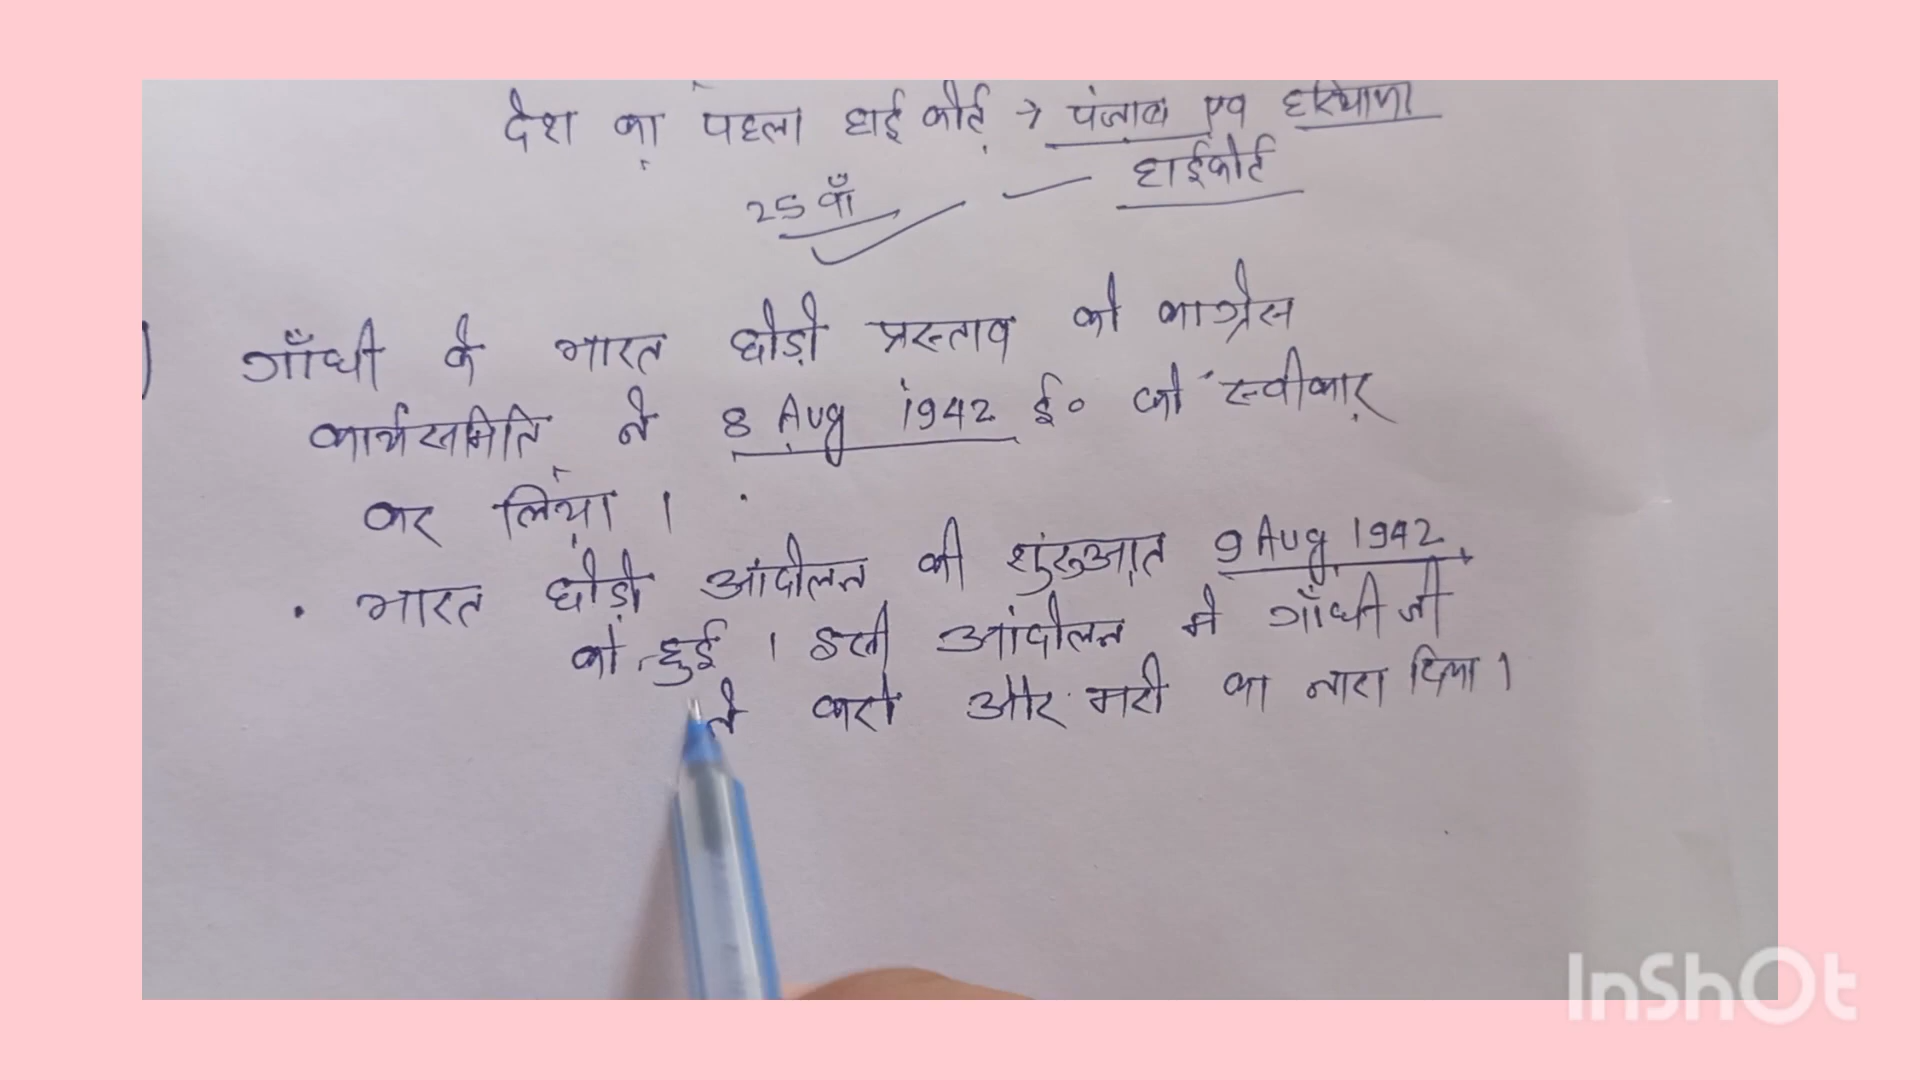 देश का पहला हाई कोर्ट → पंजाब एव हरियाणा
हाईकोर्ट
25 वाँ
गाँधी के भारत छोड़ो प्रस्ताव को काग्रेस
कार्यसमिति ने 8 Aug 1942 ई० को स्वीकार
कर लिया ।
• भारत छोड़ो आंदोलन की शुरुआत 9 Aug 1942
को हुई । इसी आंदोलन मे गाँधी जी
ने करो और मरो का नारा दिया ।
InShOt